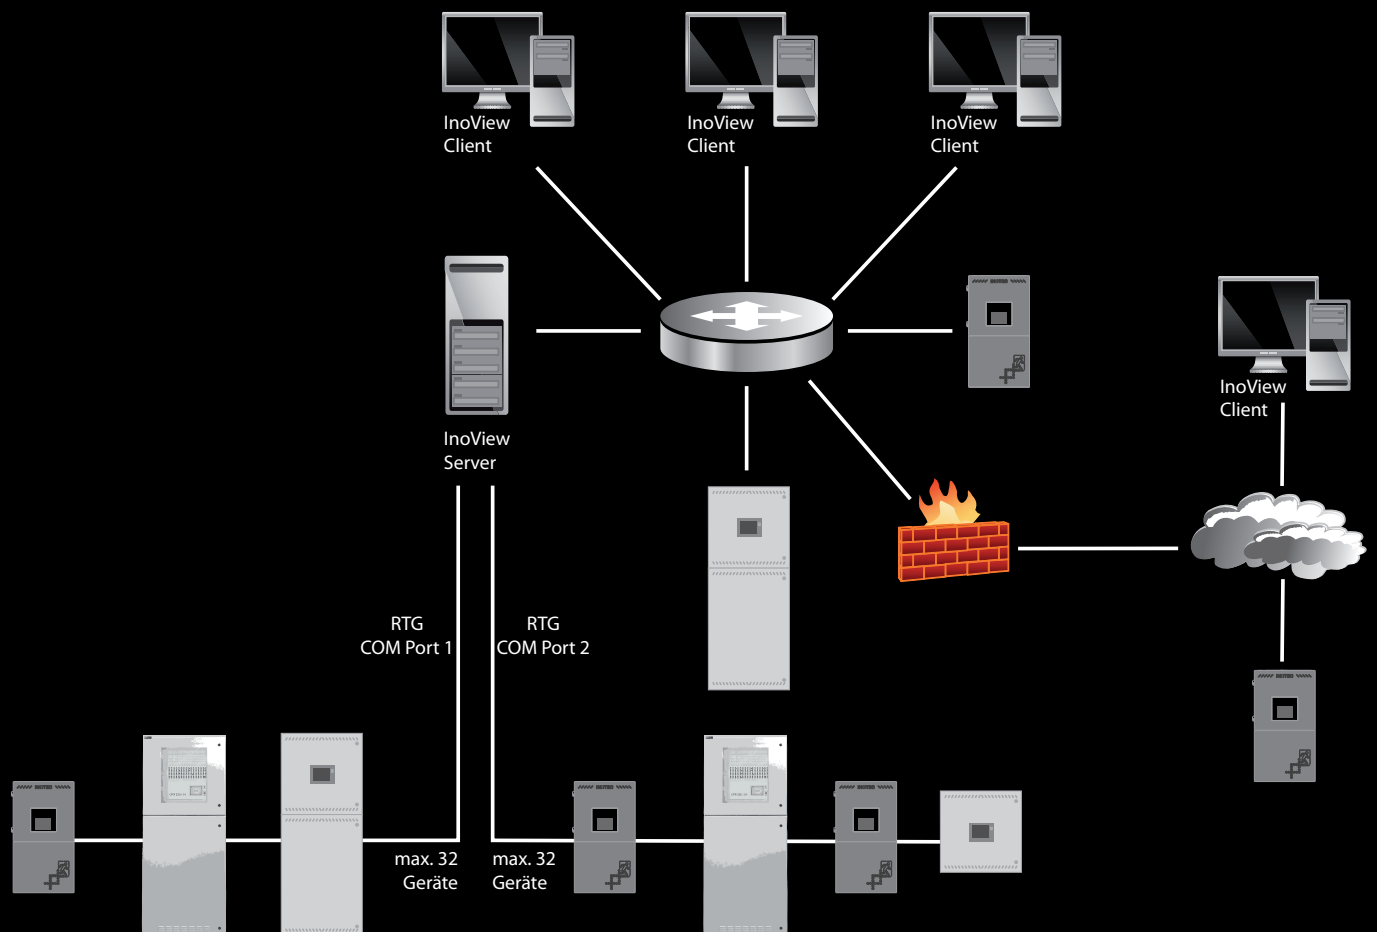 InoView
Client
InoView
Client
InoView
Client
InoView
Client
InoView
Server
RTG
COM Port 1
RTG
COM Port 2
max. 32
Geräte
max. 32
Geräte